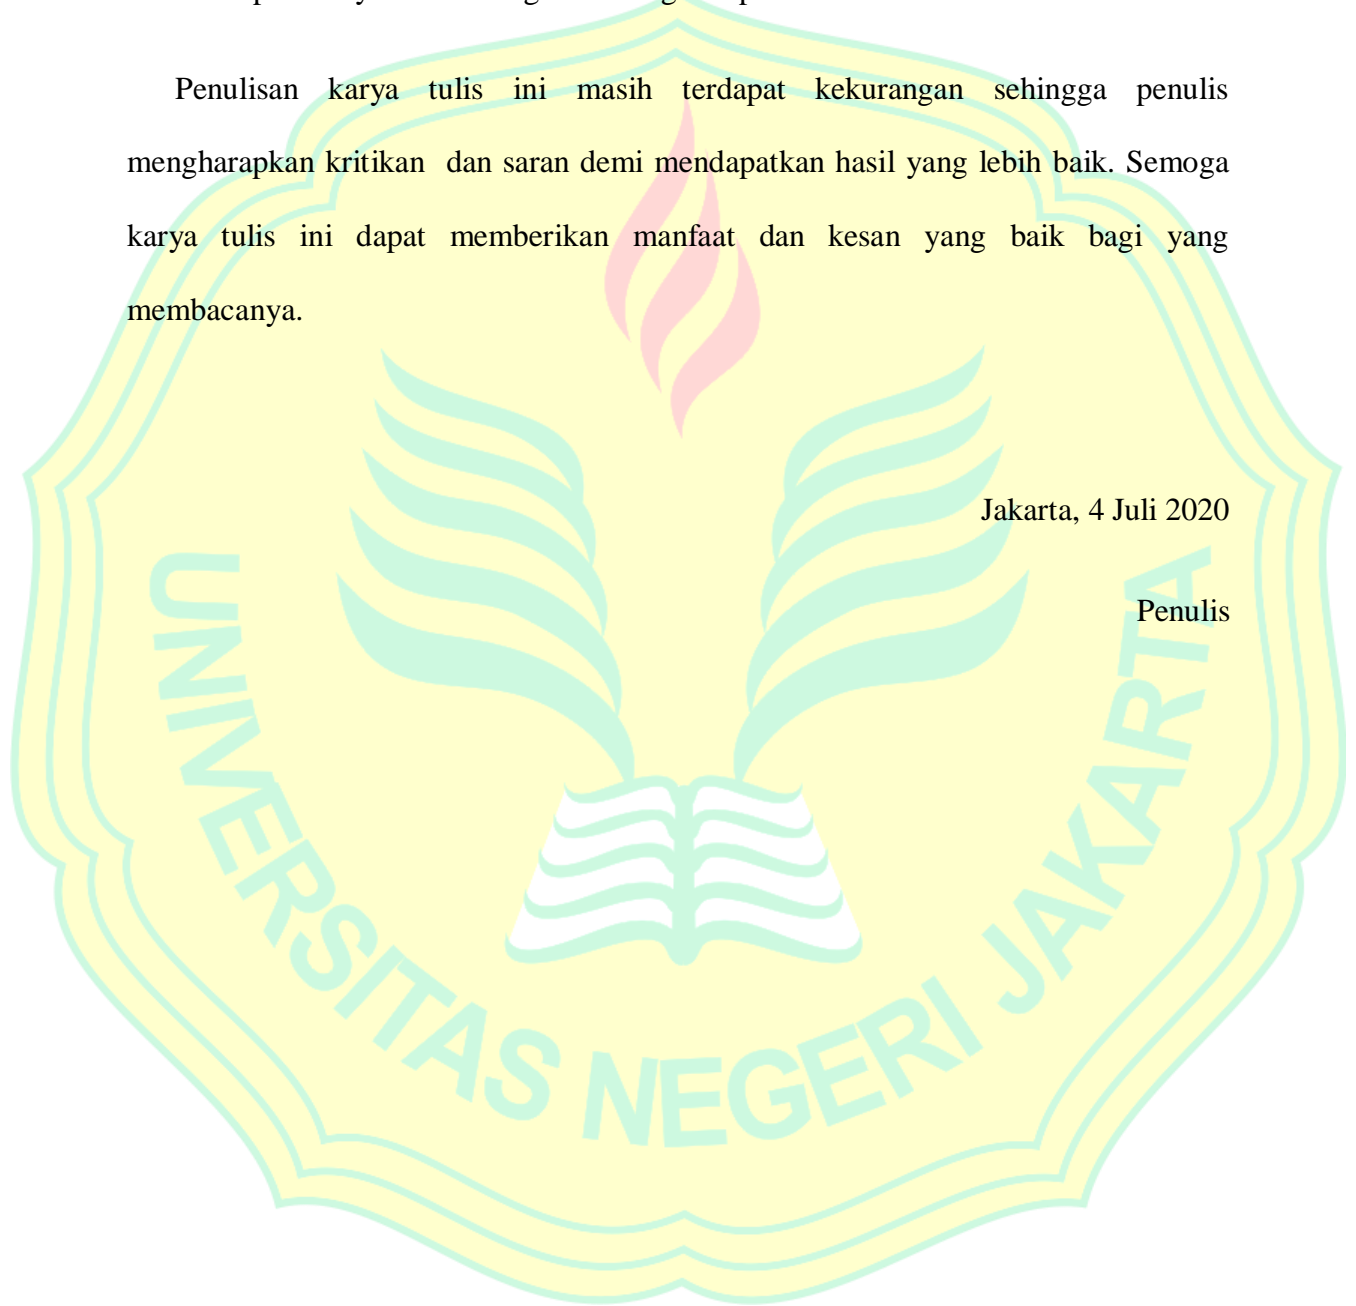 Penulisan karya tulis ini masih terdapat kekurangan sehingga penulis
mengharapkan kritikan dan saran demi mendapatkan hasil yang lebih baik. Semoga
karya tulis ini dapat memberikan manfaat dan kesan yang baik bagi yang
membacanya.
Jakarta, 4 Juli 2020
Penulis
UNIVERSITAS NEGERI JAKARTA